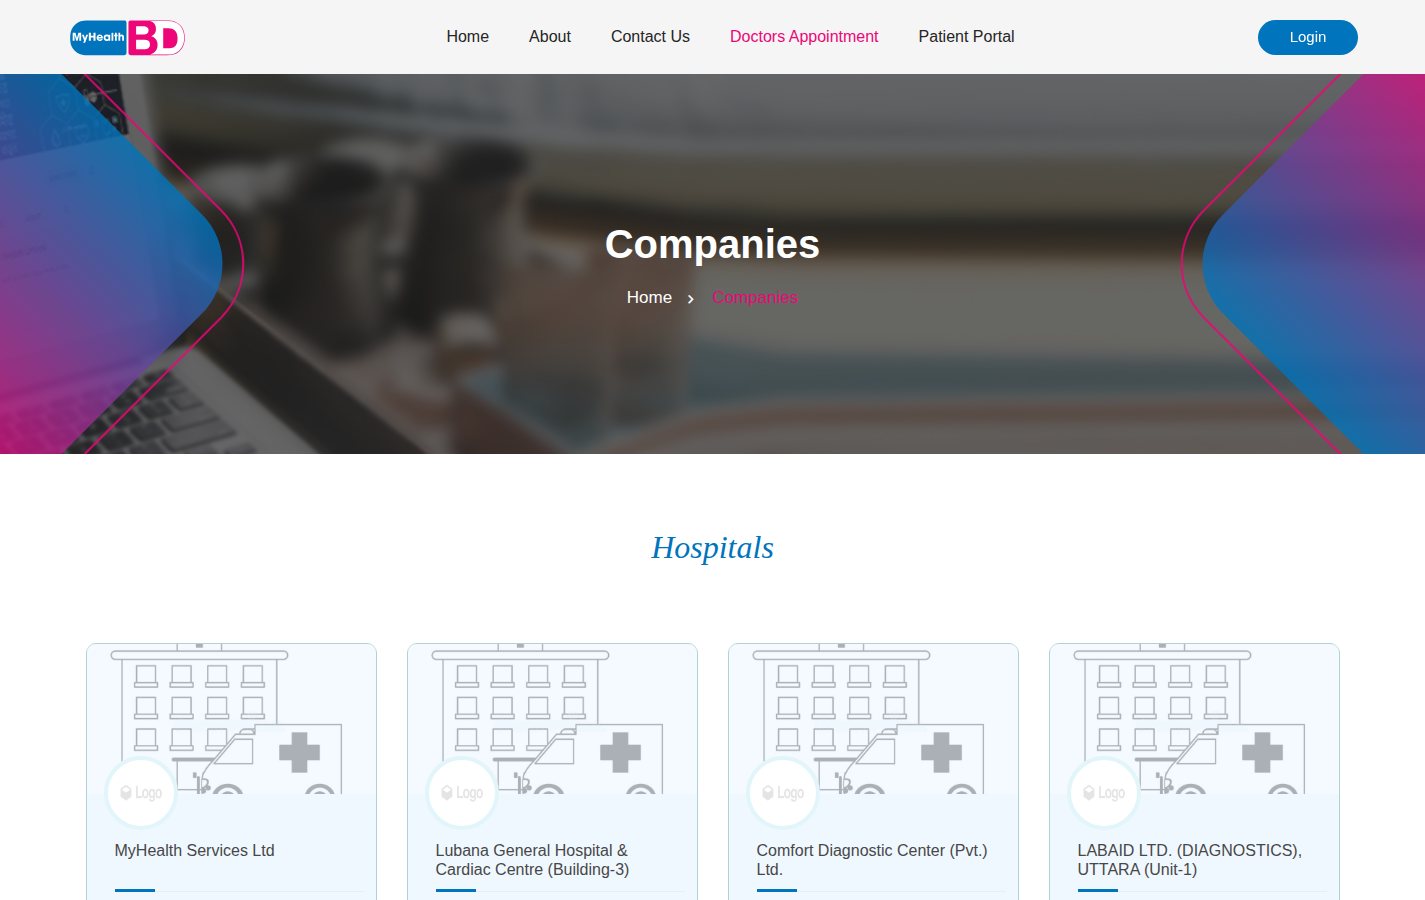 MyHealth BD
Home
About
Contact Us
Doctors Appointment
Patient Portal
Login
Companies
Home › Companies
Hospitals
Logo
MyHealth Services Ltd
Logo
Lubana General Hospital &
Cardiac Centre (Building-3)
Logo
Comfort Diagnostic Center (Pvt.)
Ltd.
Logo
LABAID LTD. (DIAGNOSTICS),
UTTARA (Unit-1)